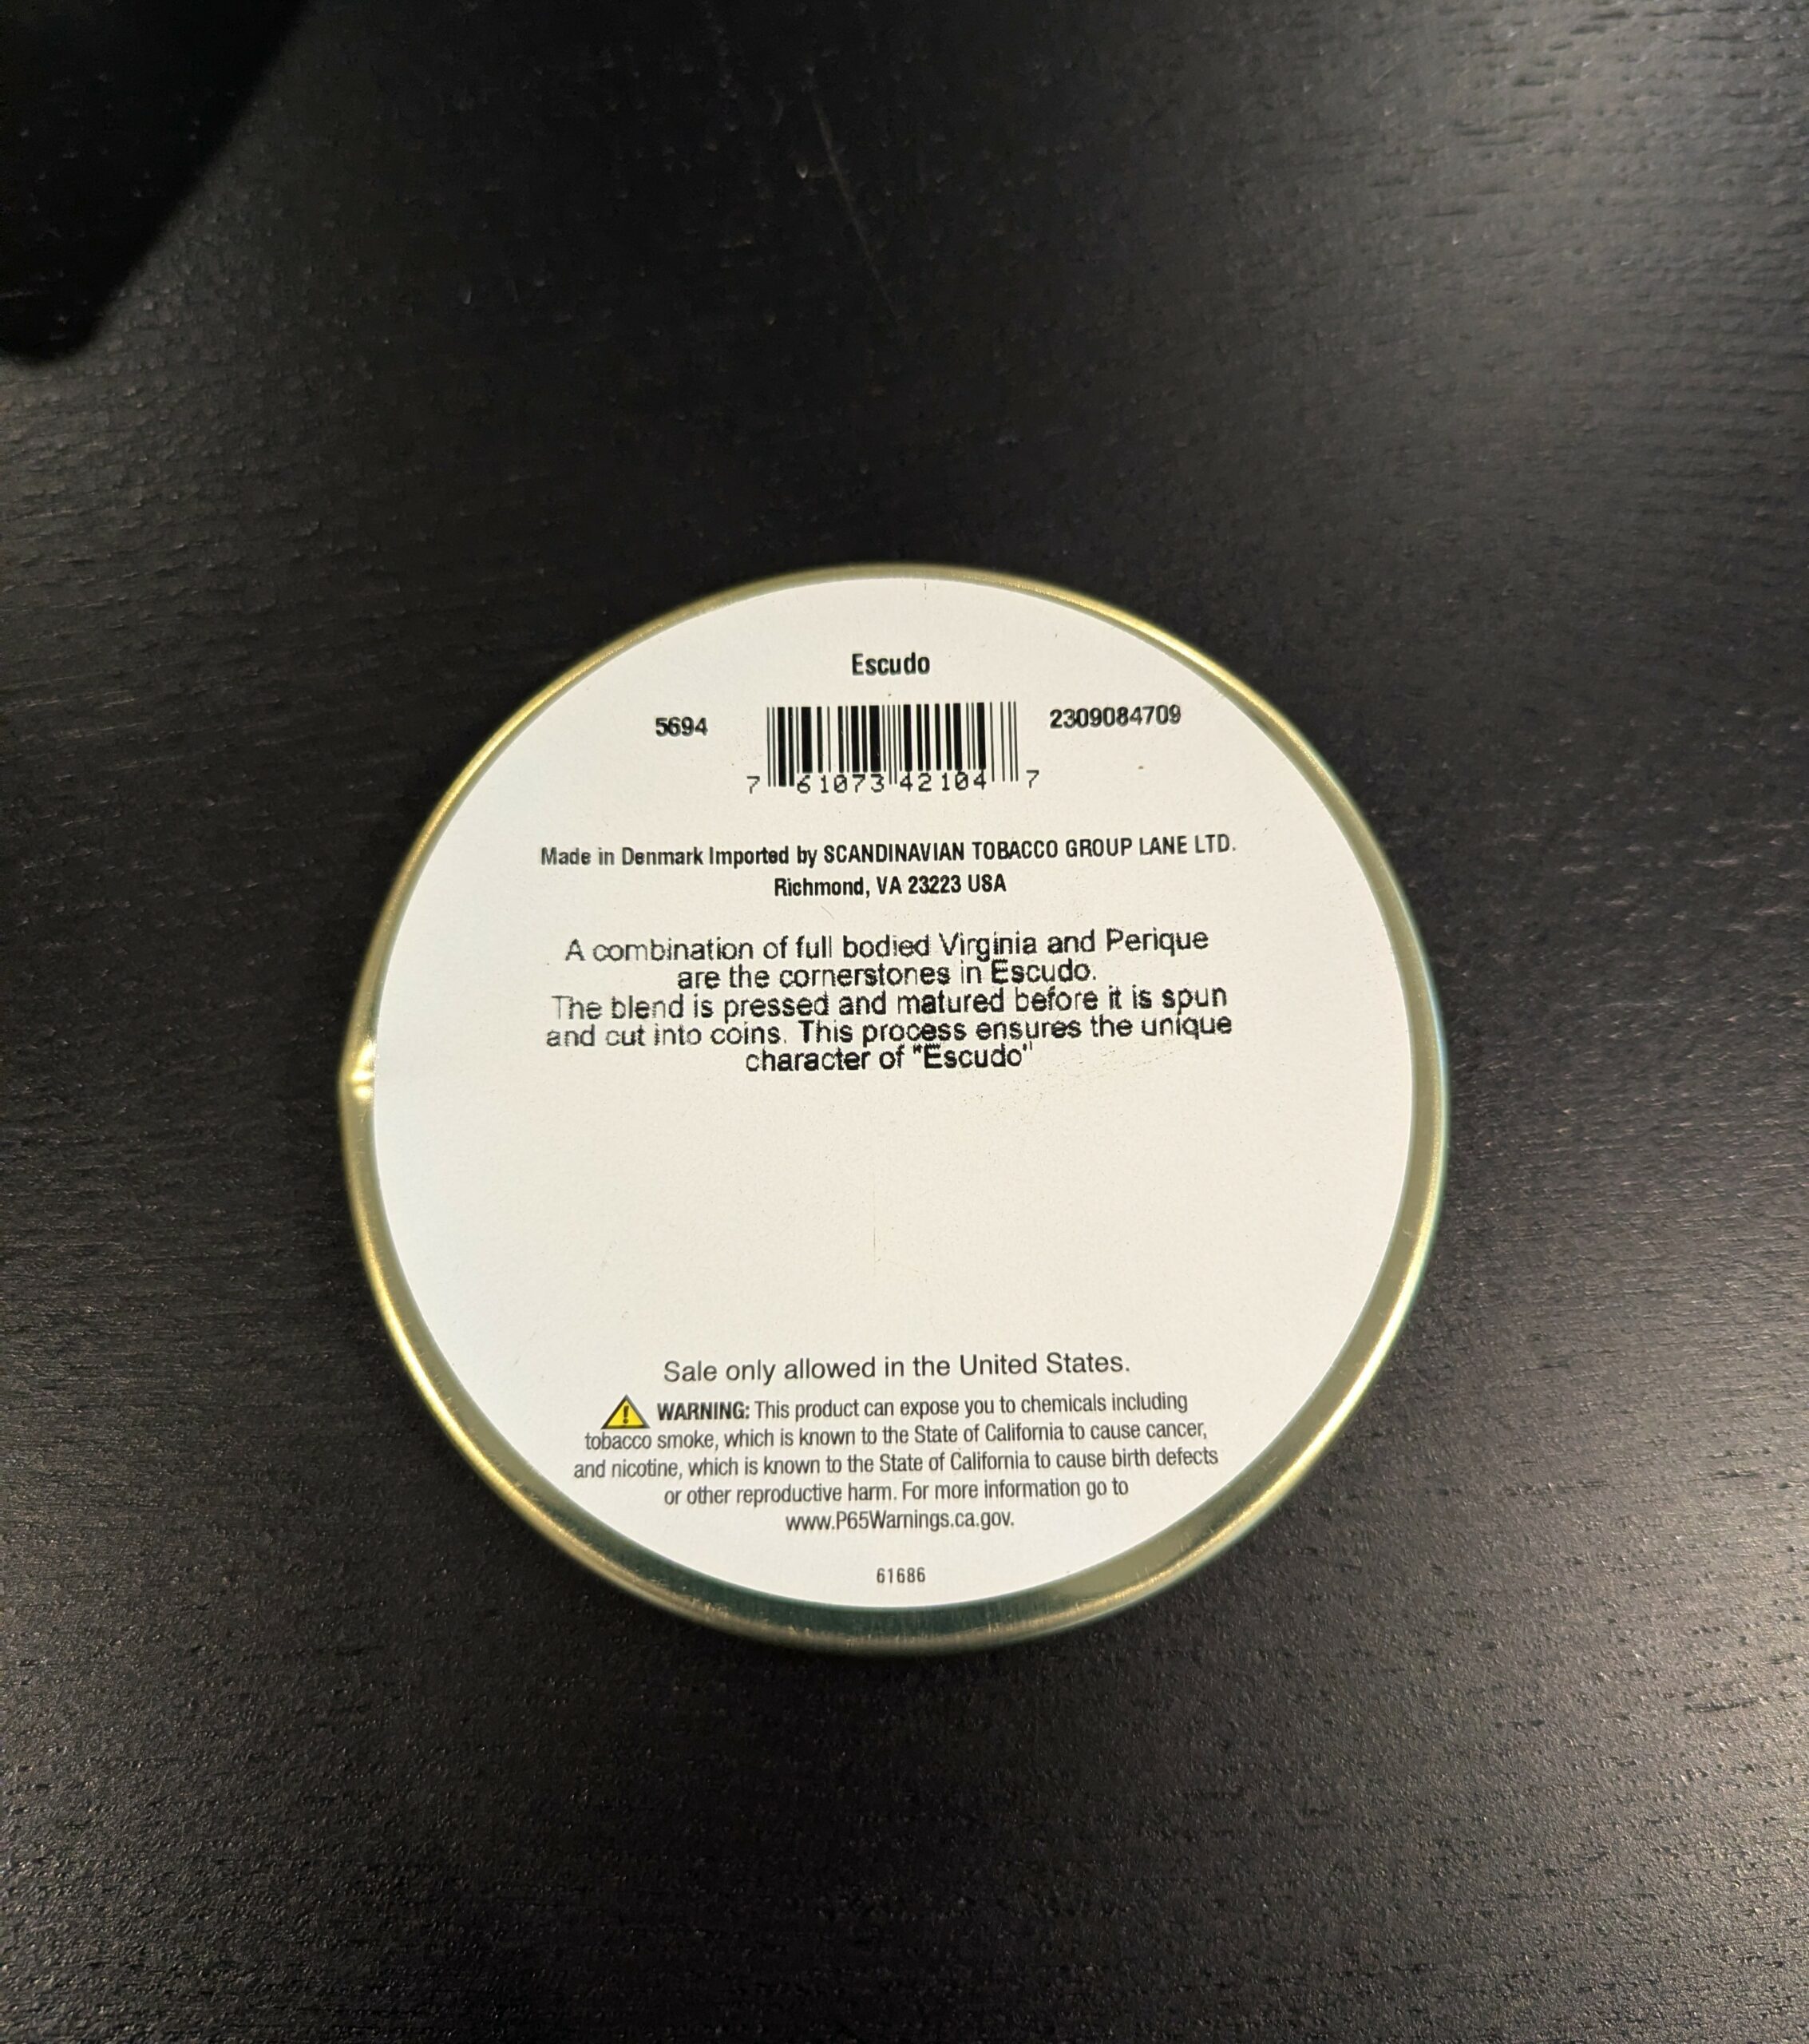 Escudo
5694
2309084709
7 61073 42104 7
Made in Denmark Imported by SCANDINAVIAN TOBACCO GROUP LANE LTD.
Richmond, VA 23223 USA
A combination of full bodied Virginia and Perique
are the cornerstones in Escudo.
The blend is pressed and matured before it is spun
and cut into coins. This process ensures the unique
character of "Escudo"
Sale only allowed in the United States.
WARNING: This product can expose you to chemicals including
tobacco smoke, which is known to the State of California to cause cancer,
and nicotine, which is known to the State of California to cause birth defects
or other reproductive harm. For more information go to
www.P65Warnings.ca.gov.
61686